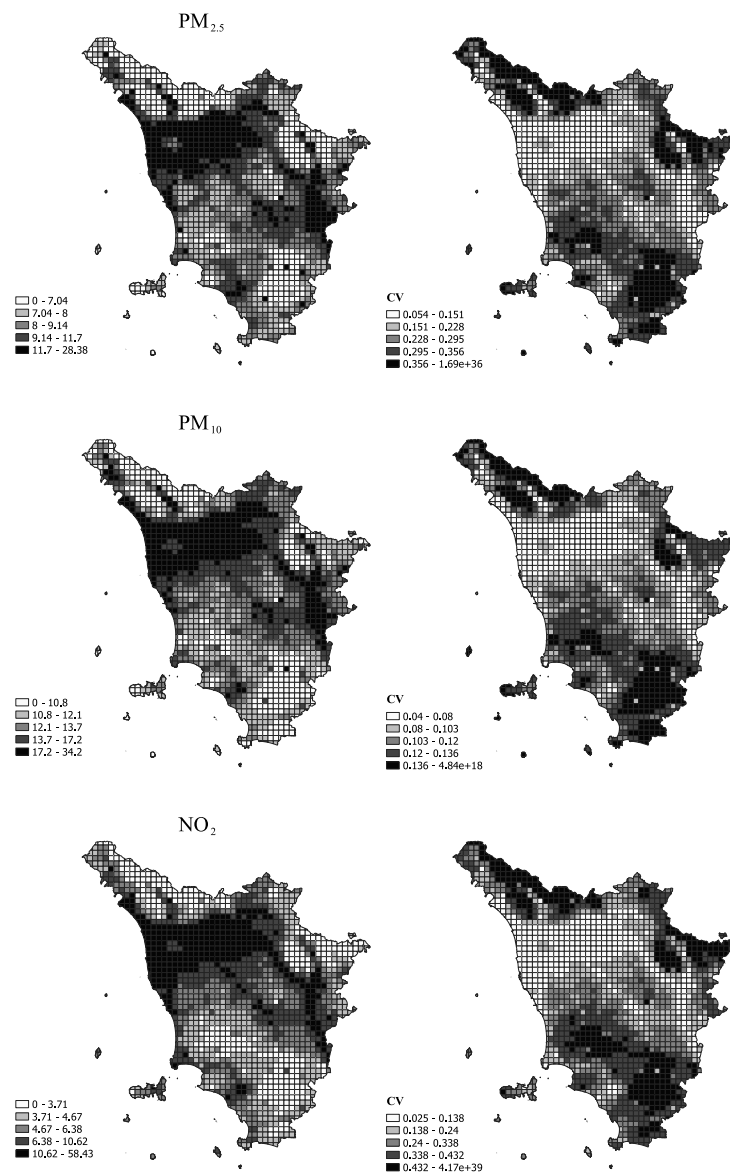 PM2.5
0 - 7.04
7.04 - 8
8 - 9.14
9.14 - 11.7
11.7 - 28.38
CV
0.054 - 0.151
0.151 - 0.228
0.228 - 0.295
0.295 - 0.356
0.356 - 1.69e+36
PM10
0 - 10.8
10.8 - 12.1
12.1 - 13.7
13.7 - 17.2
17.2 - 34.2
CV
0.04 - 0.08
0.08 - 0.103
0.103 - 0.12
0.12 - 0.136
0.136 - 4.84e+18
NO2
0 - 3.71
3.71 - 4.67
4.67 - 6.38
6.38 - 10.62
10.62 - 58.43
CV
0.025 - 0.138
0.138 - 0.24
0.24 - 0.338
0.338 - 0.432
0.432 - 4.17e+39